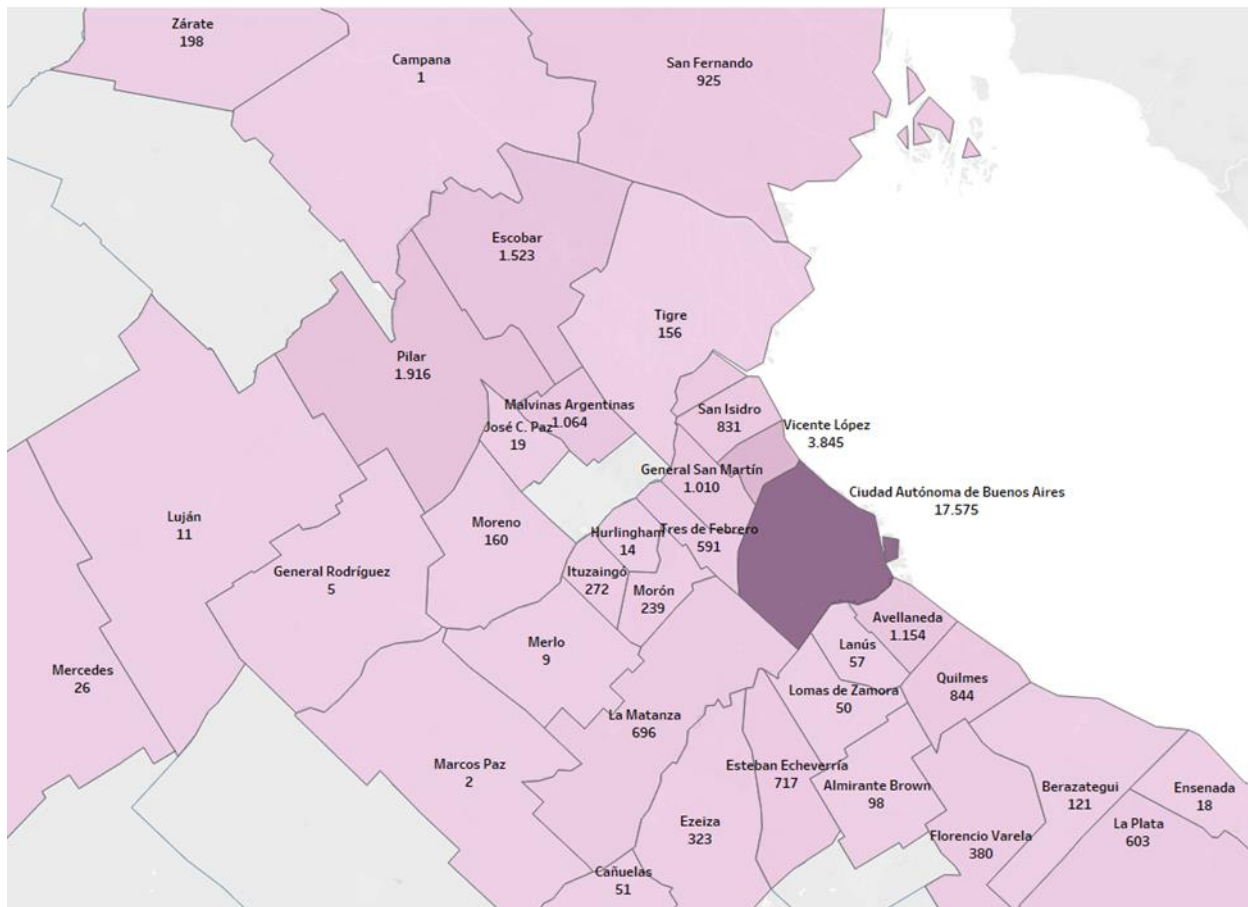 Zárate
198
Campana
1
San Fernando
925
Escobar
1.523
Tigre
156
Pilar
1.916
Malvinas Argentinas
1.064
José C. Paz
19
San Isidro
831
Vicente López
3.845
General San Martín
1.010
Ciudad Autónoma de Buenos Aires
17.575
Luján
11
Moreno
160
Hurlingham
14
Tres de Febrero
591
General Rodríguez
5
Ituzaingó
272
Morón
239
Avellaneda
1.154
Merlo
9
Lanús
57
Mercedes
26
Quilmes
844
Lomas de Zamora
50
La Matanza
696
Marcos Paz
2
Esteban Echeverría
717
Almirante Brown
98
Berazategui
121
Ensenada
18
Ezeiza
323
La Plata
603
Florencio Varela
380
Cañuelas
51